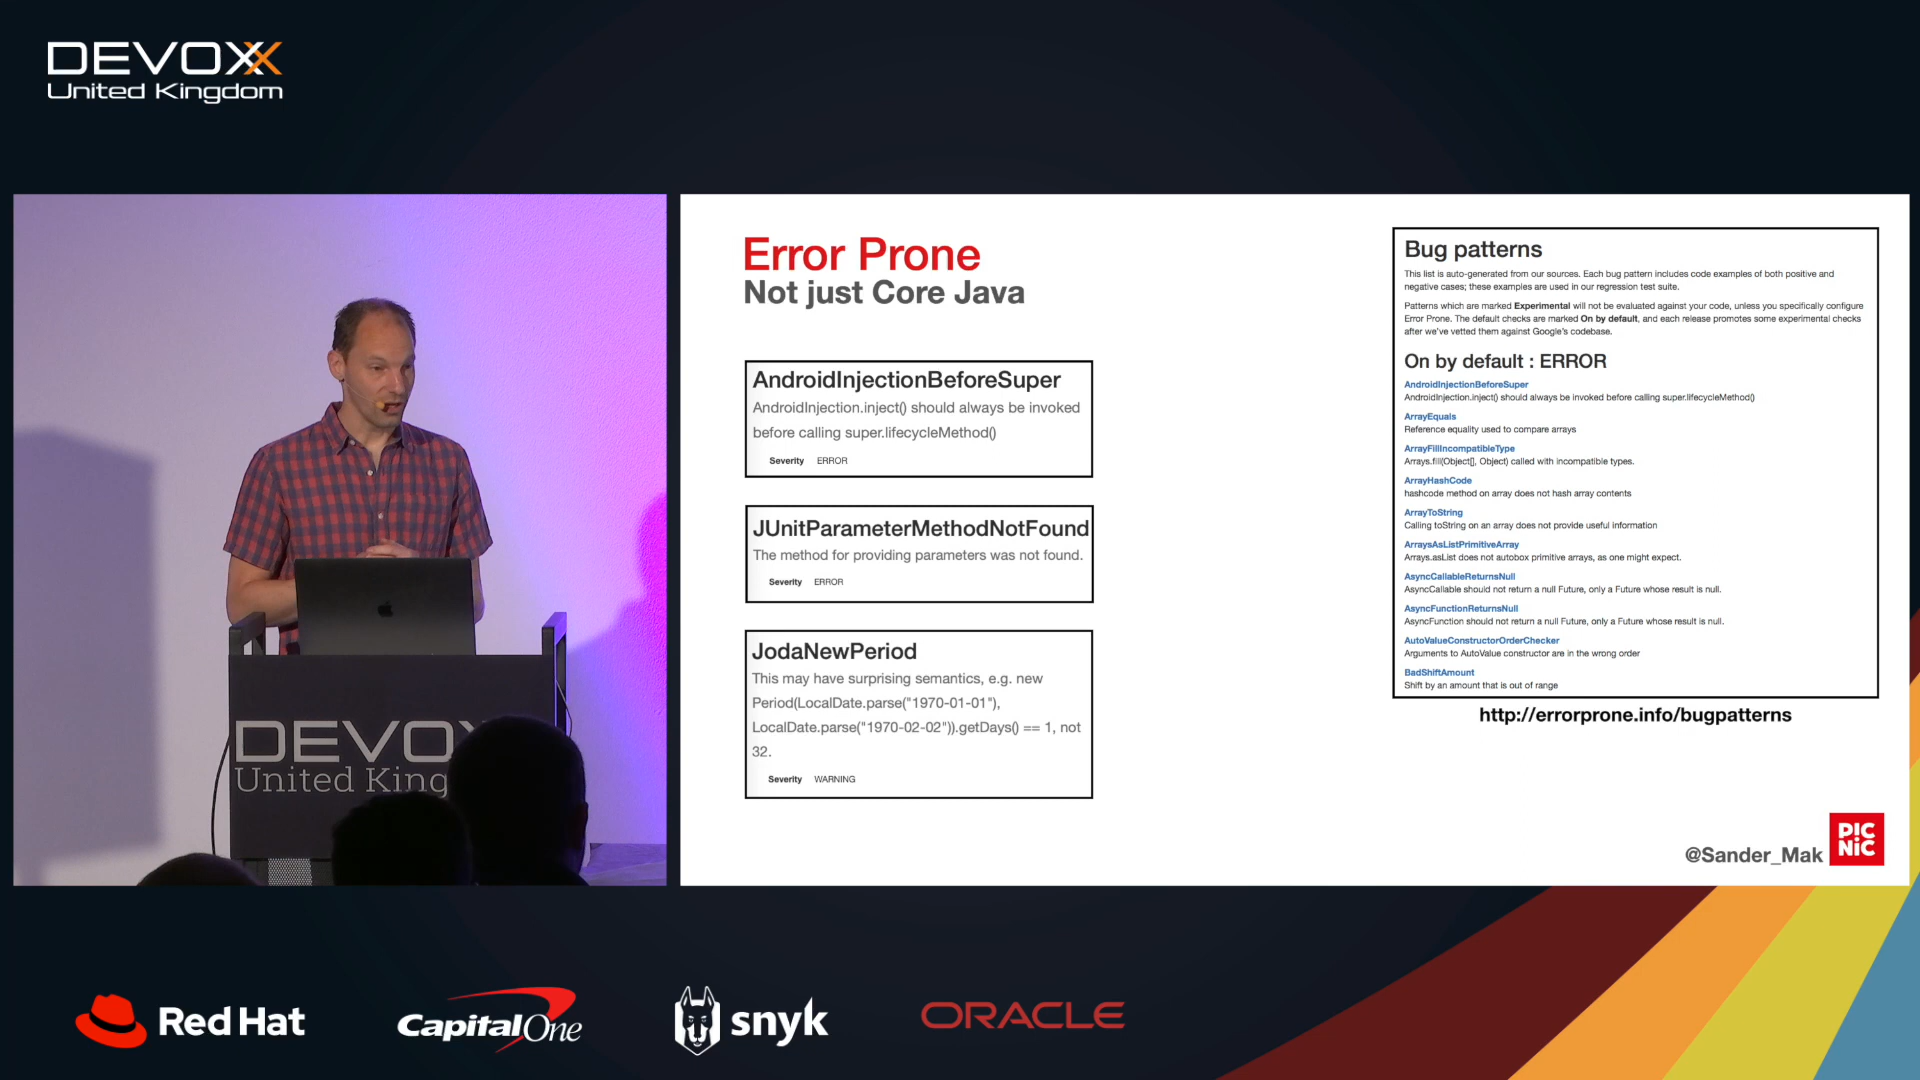 DEVOXX
United Kingdom
DEVOX
United King
Error Prone
Not just Core Java
AndroidInjectionBeforeSuper
AndroidInjection.inject() should always be invoked
before calling super.lifecycleMethod()
Severity ERROR
JUnitParameterMethodNotFound
The method for providing parameters was not found.
Severity ERROR
JodaNewPeriod
This may have surprising semantics, e.g. new
Period(LocalDate.parse("1970-01-01"),
LocalDate.parse("1970-02-02")).getDays() == 1, not
32.
Severity WARNING
Bug patterns
This list is auto-generated from our sources. Each bug pattern includes code examples of both positive and
negative cases; these examples are used in our regression test suite.
Patterns which are marked Experimental will not be evaluated against your code, unless you specifically configure
Error Prone. The default checks are marked On by default, and each release promotes some experimental checks
after we've vetted them against Google's codebase.
On by default : ERROR
AndroidInjectionBeforeSuper
AndroidInjection.inject() should always be invoked before calling super.lifecycleMethod()
ArrayEquals
Reference equality used to compare arrays
ArrayFillIncompatibleType
Arrays.fill(Object[], Object) called with incompatible types.
ArrayHashCode
hashcode method on array does not hash array contents
ArrayToString
Calling toString on an array does not provide useful information
ArraysAsListPrimitiveArray
Arrays.asList does not autobox primitive arrays, as one might expect.
AsyncCallableReturnsNull
AsyncCallable should not return a null Future, only a Future whose result is null.
AsyncFunctionReturnsNull
AsyncFunction should not return a null Future, only a Future whose result is null.
AutoValueConstructorOrderChecker
Arguments to AutoValue constructor are in the wrong order
BadShiftAmount
Shift by an amount that is out of range
http://errorprone.info/bugpatterns
@Sander_Mak
PIC
NIC
Red Hat
CapitalOne
snyk
ORACLE